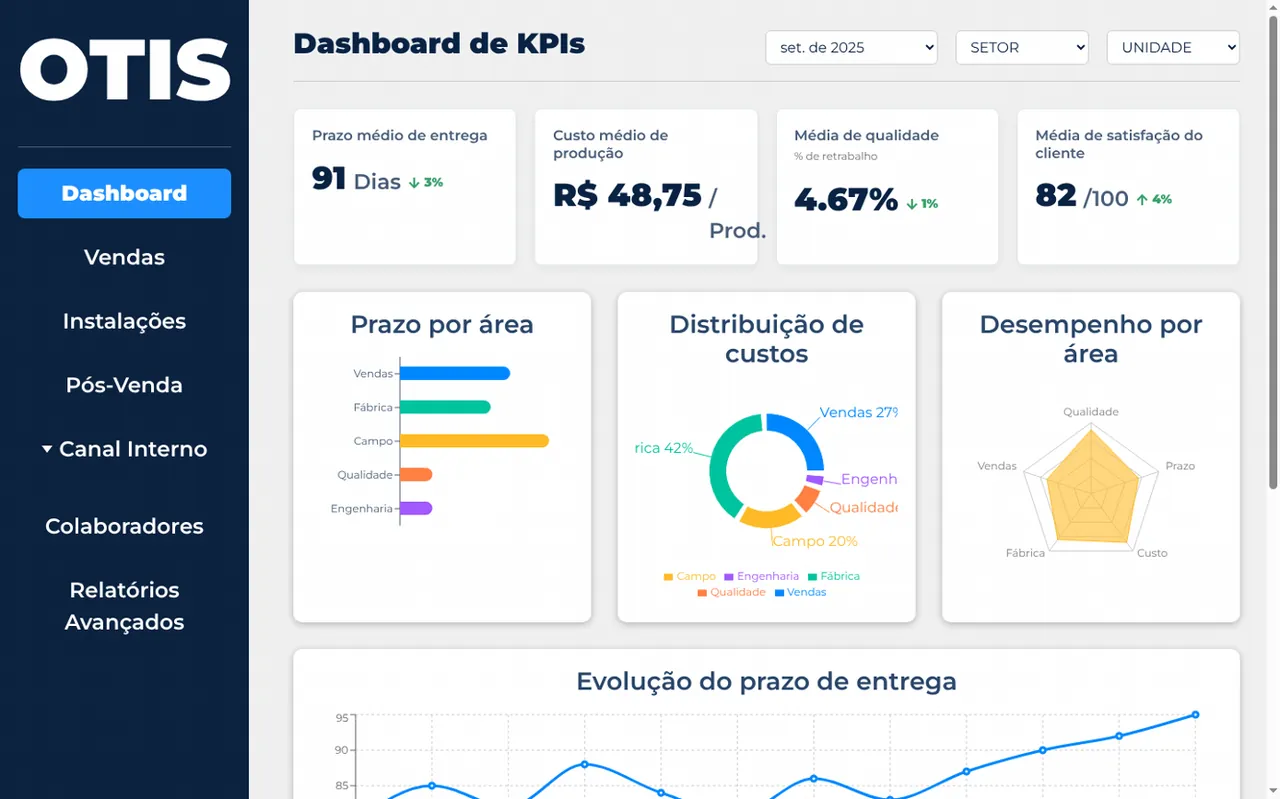 OTIS
Dashboard
Vendas
Instalações
Pós-Venda
Canal Interno
Colaboradores
Relatórios
Avançados
Dashboard de KPIs
set. de 2025
SETOR
UNIDADE
Prazo médio de entrega
91 Dias ↓ 3%
Custo médio de
produção
R$ 48,75 /
Prod.
Média de qualidade
% de retrabalho
4.67% ↓ 1%
Média de satisfação do
cliente
82 /100 ↑ 4%
Prazo por área
Vendas
Fábrica
Campo
Qualidade
Engenharia
Distribuição de
custos
Vendas 27%
rica 42%
Engenh
Qualidade
Campo 20%
Campo Engenharia Fábrica
Qualidade Vendas
Desempenho por
área
Qualidade
Vendas
Prazo
Fábrica
Custo
Evolução do prazo de entrega
95
90
85